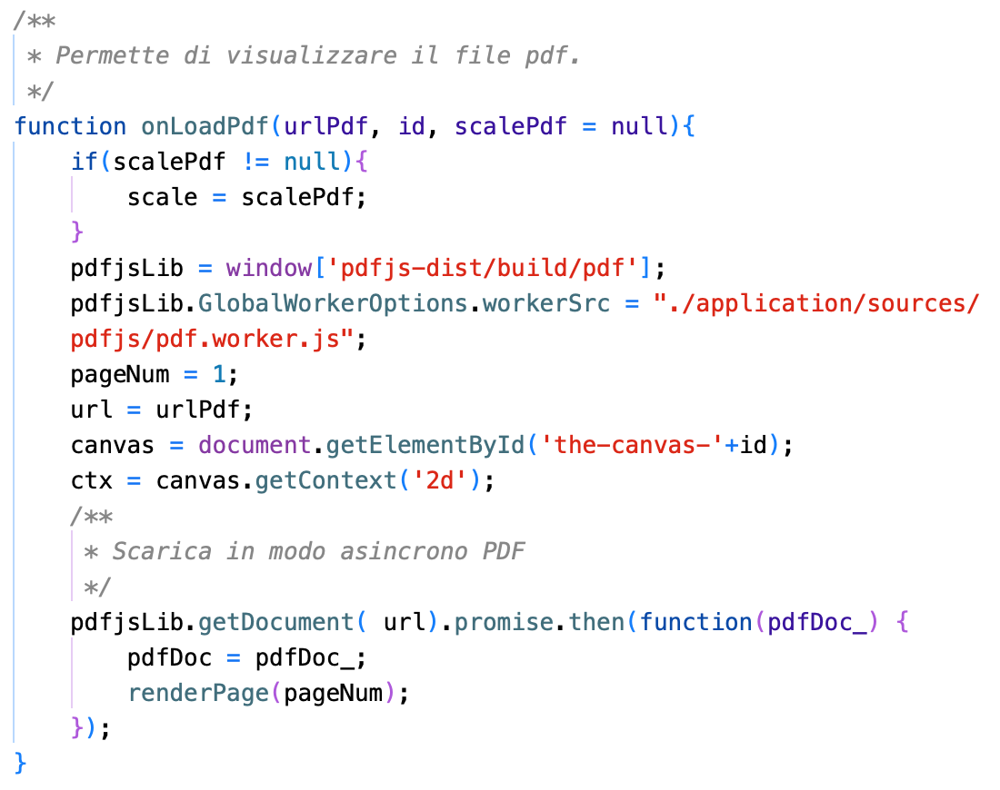 /**
 * Permette di visualizzare il file pdf.
 */
function onLoadPdf(urlPdf, id, scalePdf = null){
    if(scalePdf != null){
        scale = scalePdf;
    }
    pdfjsLib = window['pdfjs-dist/build/pdf'];
    pdfjsLib.GlobalWorkerOptions.workerSrc = "./application/sources/
    pdfjs/pdf.worker.js";
    pageNum = 1;
    url = urlPdf;
    canvas = document.getElementById('the-canvas-'+id);
    ctx = canvas.getContext('2d');
    /**
     * Scarica in modo asincrono PDF
     */
    pdfjsLib.getDocument( url).promise.then(function(pdfDoc_) {
        pdfDoc = pdfDoc_;
        renderPage(pageNum);
    });
}